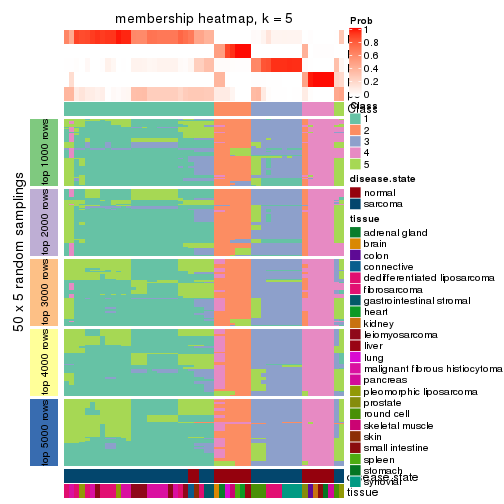 membership heatmap, k = 5
50 x 5 random samplings
top 1000 rows
top 2000 rows
top 3000 rows
top 4000 rows
top 5000 rows
Prob
1
0.8
0.6
0.4
0.2
0
Class
Class
1
2
3
4
5
disease.state
normal
sarcoma
tissue
adrenal gland
brain
colon
connective
dedifferentiated liposarcoma
fibrosarcoma
gastrointestinal stromal
heart
kidney
leiomyosarcoma
liver
lung
malignant fibrous histiocytoma
pancreas
pleomorphic liposarcoma
prostate
round cell
skeletal muscle
skin
small intestine
spleen
stomach
synovial
disease.state
tissue